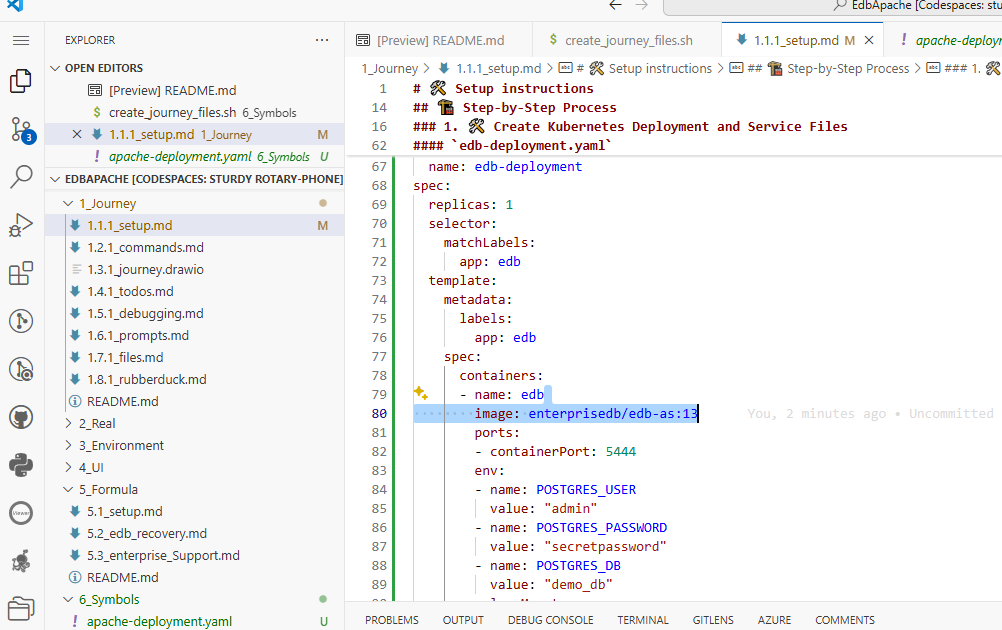 EdbApache [Codespaces: stu
EXPLORER
OPEN EDITORS
[Preview] README.md
$ create_journey_files.sh 6_Symbols
1.1.1_setup.md 1_Journey M
! apache-deployment.yaml 6_Symbols U
3
EDBAPACHE [CODESPACES: STURDY ROTARY-PHONE]
1_Journey
1.1.1_setup.md M
1.2.1_commands.md
1.3.1_journey.drawio
1.4.1_todos.md
1.5.1_debugging.md
1.6.1_prompts.md
1.7.1_files.md
1.8.1_rubberduck.md
README.md
2_Real
3_Environment
4_UI
5_Formula
5.1_setup.md
5.2_edb_recovery.md
5.3_enterprise_Support.md
README.md
6_Symbols
! apache-deployment.yaml U
[Preview] README.md
$ create_journey_files.sh
1.1.1_setup.md M
! apache-deploym
1_Journey > 1.1.1_setup.md > # 🛠 Setup instructions > ## 🏗 Step-by-Step Process > ### 1. 🛠
1 # 🛠 Setup instructions
14 ## 🏗 Step-by-Step Process
16 ### 1. 🛠 Create Kubernetes Deployment and Service Files
62 #### `edb-deployment.yaml`
67 name: edb-deployment
68 spec:
69 replicas: 1
70 selector:
71 matchLabels:
72 app: edb
73 template:
74 metadata:
75 labels:
76 app: edb
77 spec:
78 containers:
79 - name: edb
80 image: enterprisedb/edb-as:13 You, 2 minutes ago • Uncommitted
81 ports:
82 - containerPort: 5444
83 env:
84 - name: POSTGRES_USER
85 value: "admin"
86 - name: POSTGRES_PASSWORD
87 value: "secretpassword"
88 - name: POSTGRES_DB
89 value: "demo_db"
PROBLEMS OUTPUT DEBUG CONSOLE TERMINAL GITLENS AZURE COMMENTS